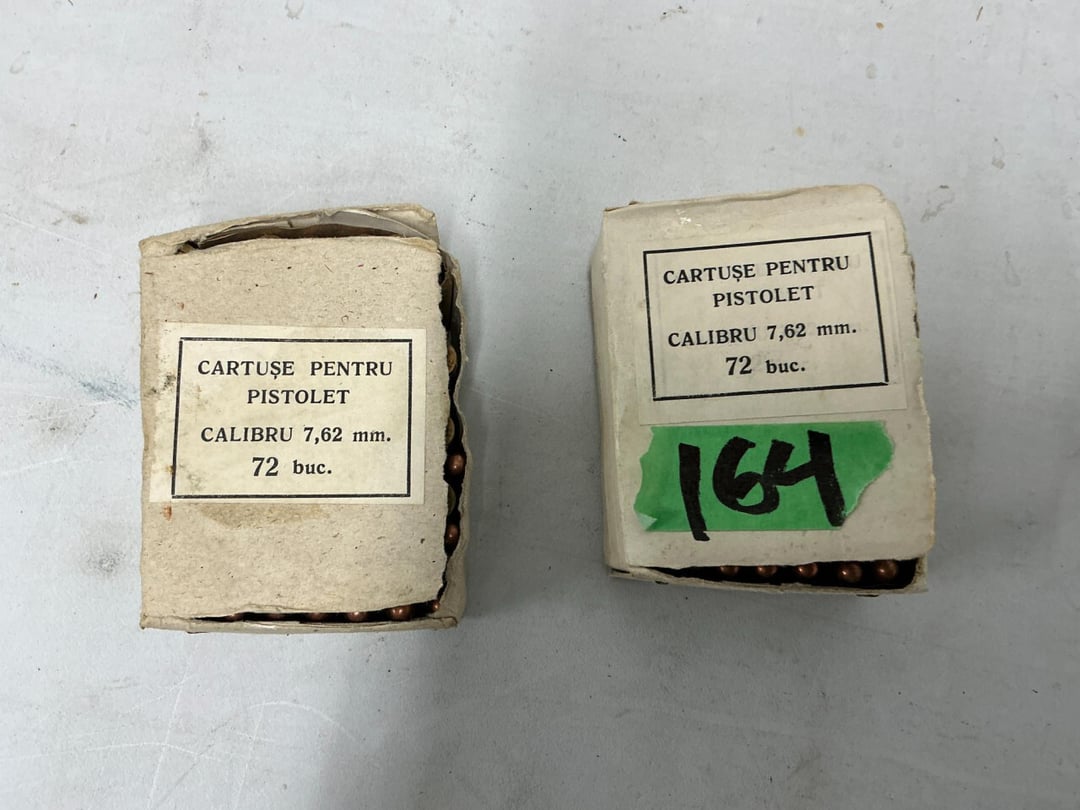 CARTUȘE PENTRU
PISTOLET
CALIBRU 7,62 mm.
72 buc.
CARTUȘE PENTRU
PISTOLET
CALIBRU 7,62 mm.
72 buc.
164